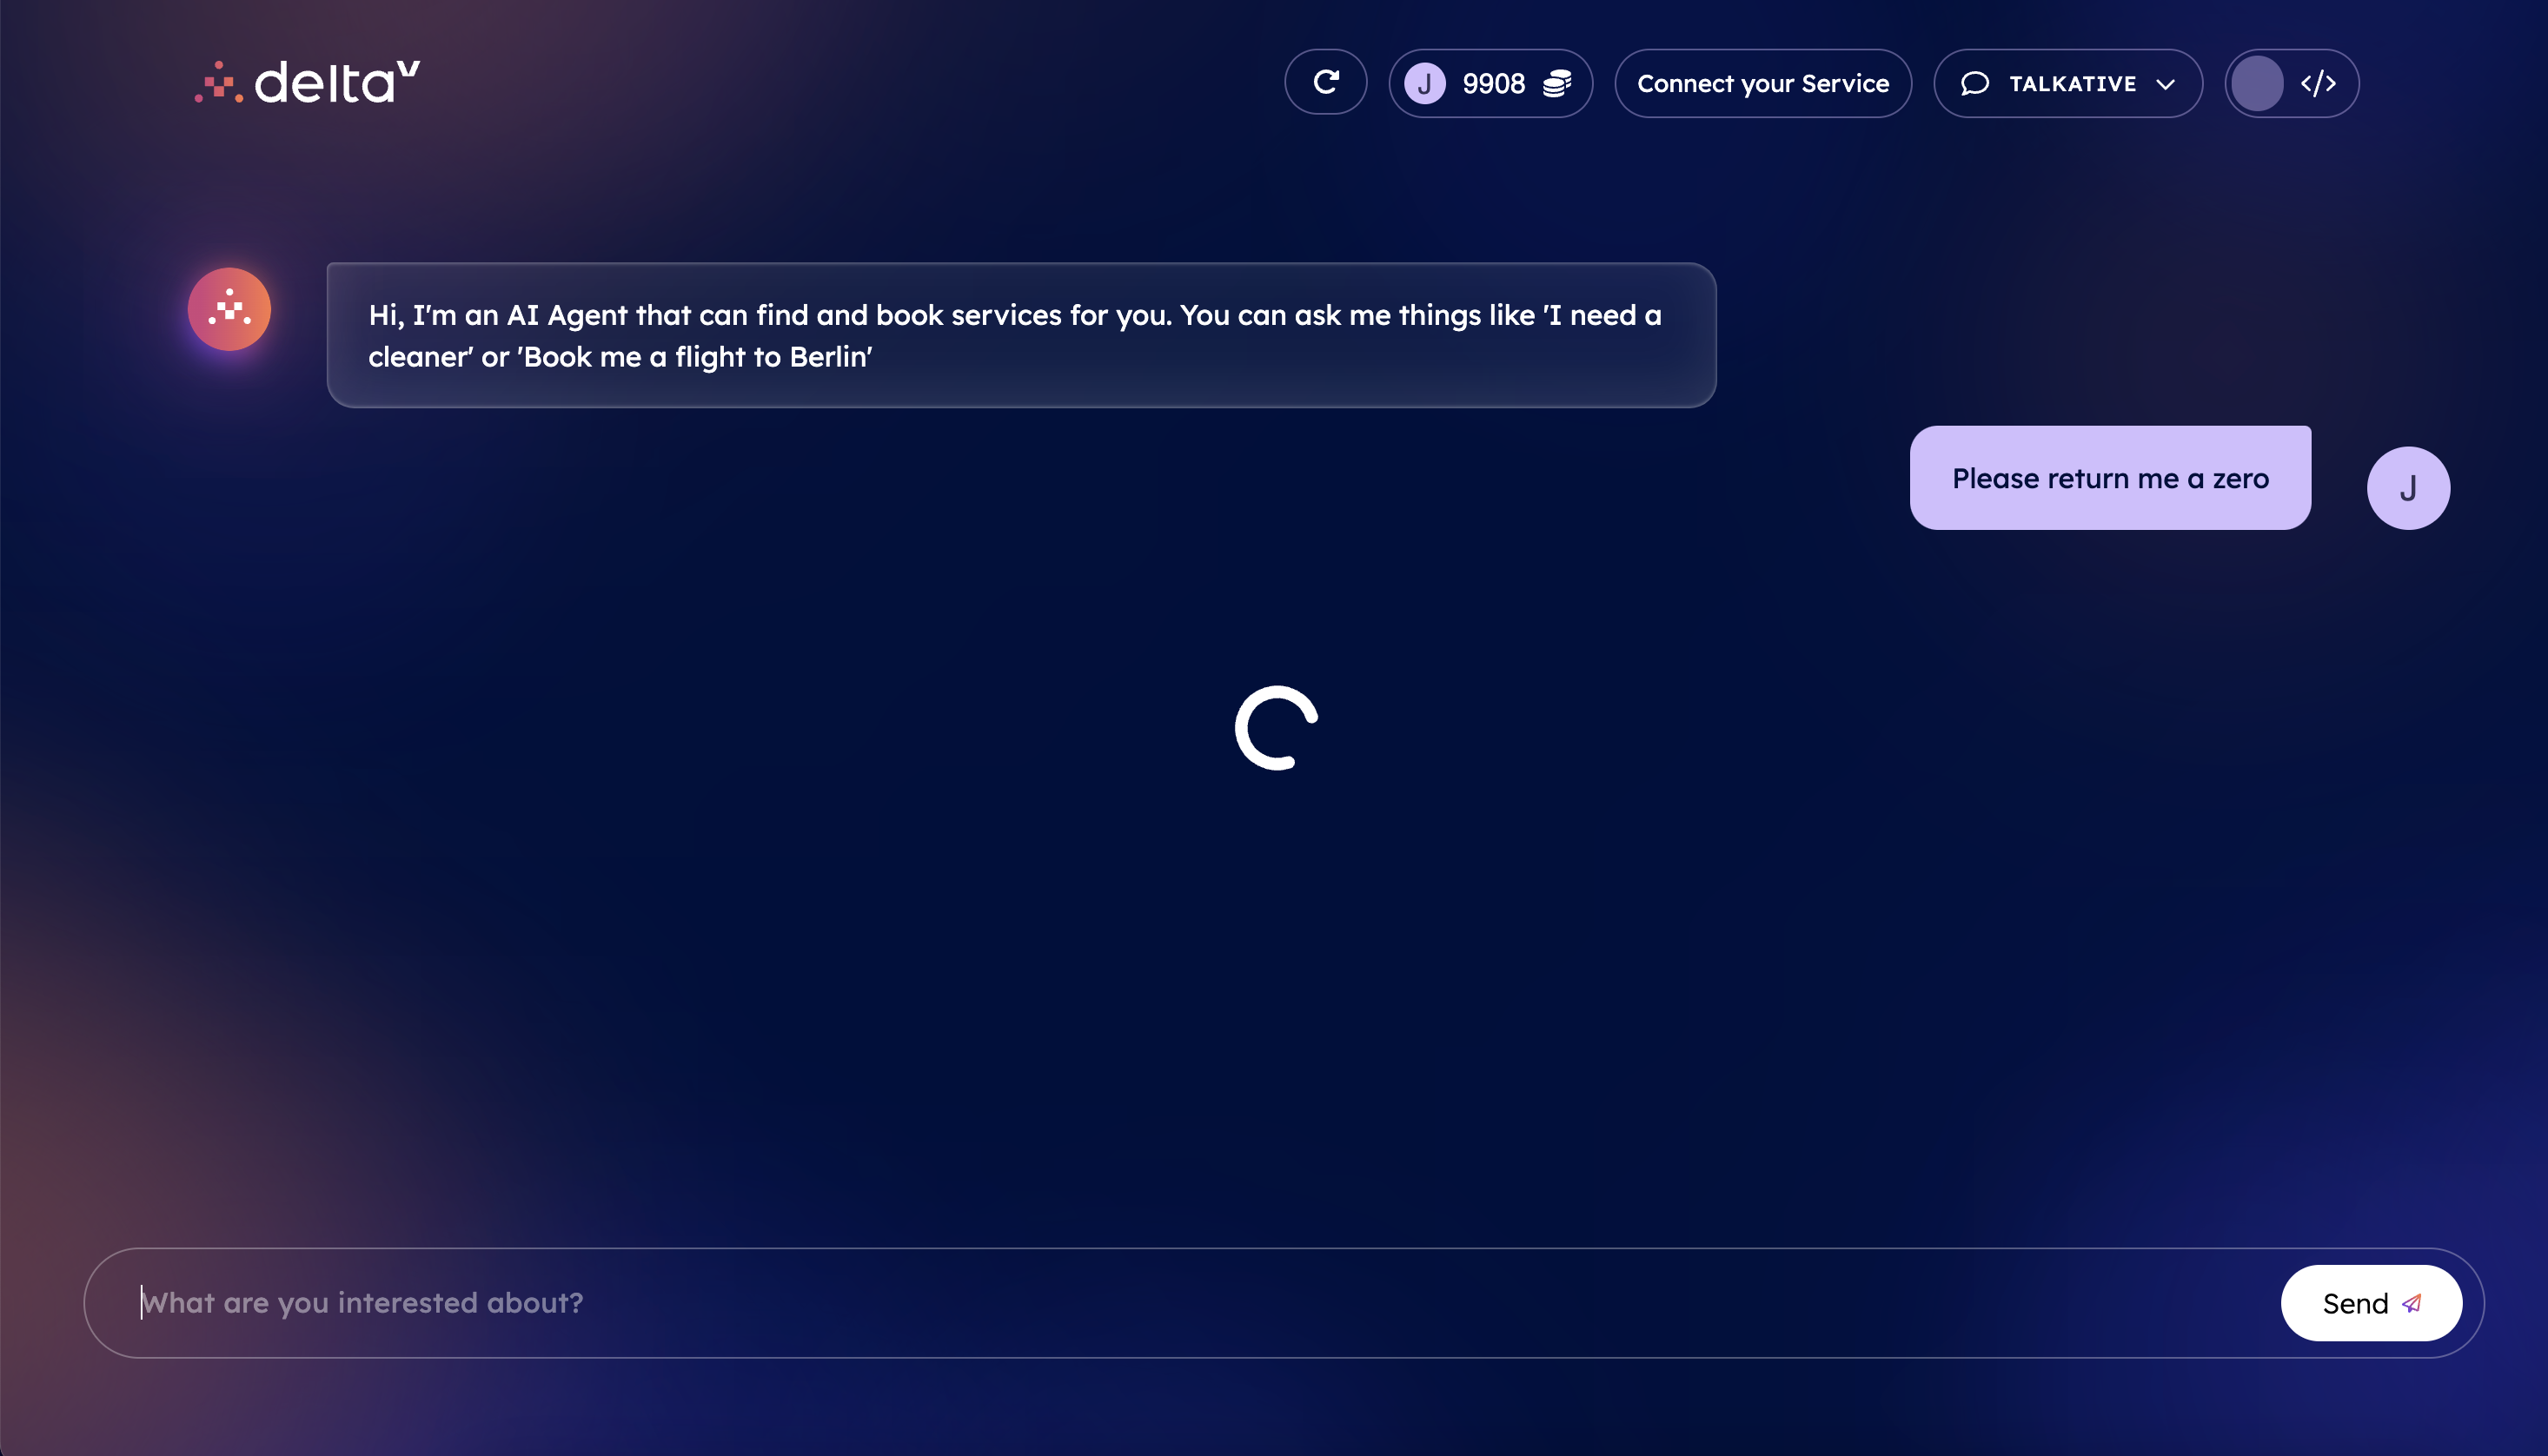 deltaV
J 9908
Connect your Service
TALKATIVE
</>
Hi, I'm an AI Agent that can find and book services for you. You can ask me things like 'I need a
cleaner' or 'Book me a flight to Berlin'
Please return me a zero
J
What are you interested about?
Send